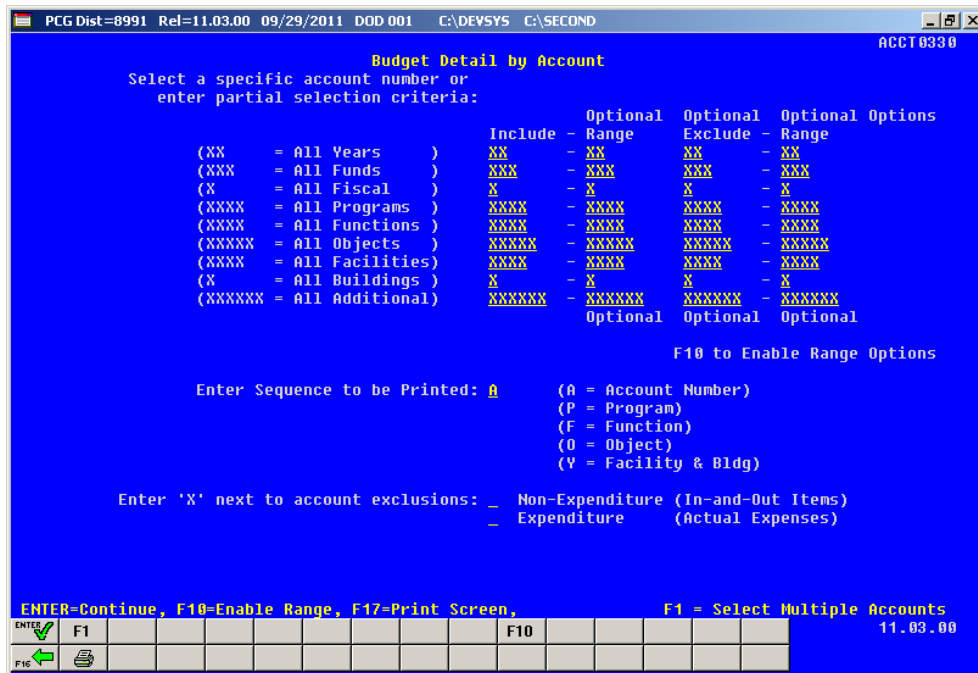 PCG Dist=8991 Rel=11.03.00 09/29/2011 DOD 001 C:\DEVSYS C:\SECOND
ACCT0330
Budget Detail by Account
Select a specific account number or
enter partial selection criteria:
Optional Optional Optional Options
Include - Range Exclude - Range
(XX = All Years ) XX - XX XX - XX
(XXX = All Funds ) XXX - XXX XXX - XXX
(X = All Fiscal ) X - X X - X
(XXXX = All Programs ) XXXX - XXXX XXXX - XXXX
(XXXX = All Functions ) XXXX - XXXX XXXX - XXXX
(XXXXX = All Objects ) XXXXX - XXXXX XXXXX - XXXXX
(XXXX = All Facilities) XXXX - XXXX XXXX - XXXX
(X = All Buildings ) X - X X - X
(XXXXXX = All Additional) XXXXXX - XXXXXX XXXXXX - XXXXXX
Optional Optional Optional
F10 to Enable Range Options
Enter Sequence to be Printed: A (A = Account Number)
(P = Program)
(F = Function)
(O = Object)
(Y = Facility & Bldg)
Enter 'X' next to account exclusions: _ Non-Expenditure (In-and-Out Items)
_ Expenditure (Actual Expenses)
ENTER=Continue, F10=Enable Range, F17=Print Screen, F1 = Select Multiple Accounts
ENTER F1 F10 11.03.00
F16